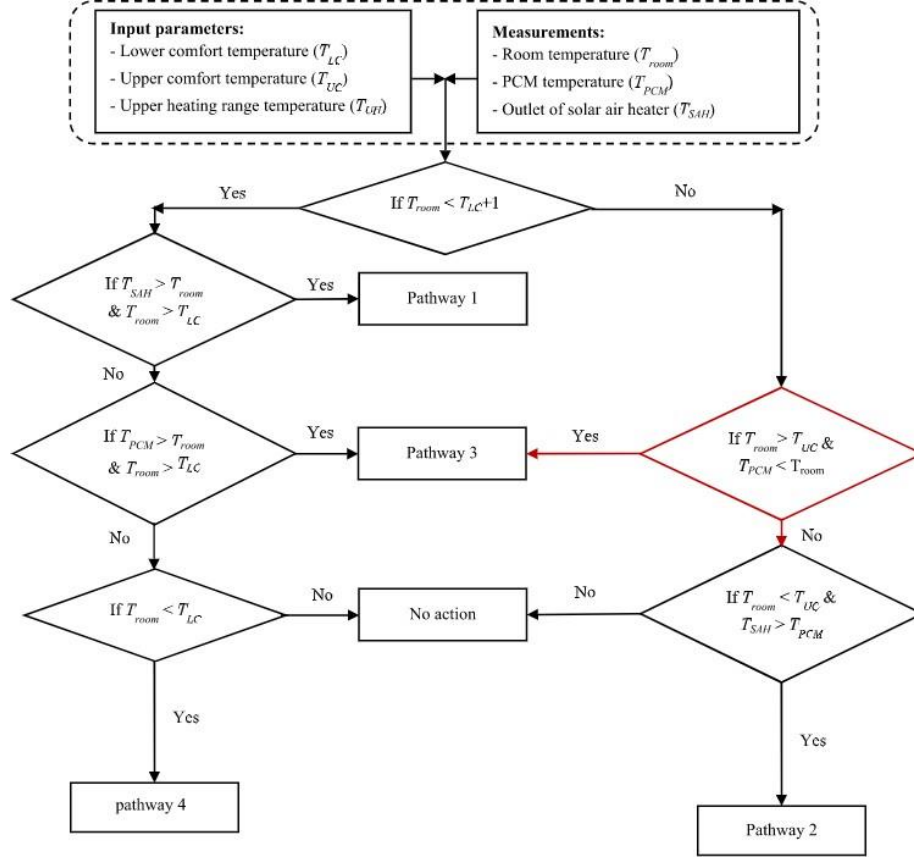 Input parameters:
- Lower comfort temperature (T_LC)
- Upper comfort temperature (T_UC)
- Upper heating range temperature (T_UH)
Measurements:
- Room temperature (T_room)
- PCM temperature (T_PCM)
- Outlet of solar air heater (T_SAH)
Yes
If T_room < T_LC+1
No
If T_SAH > T_room
& T_room > T_LC
Yes
Pathway 1
No
If T_PCM > T_room
& T_room > T_LC
Yes
Pathway 3
Yes
If T_room > T_UC &
T_PCM < T_room
No
No
If T_room < T_LC
No
No action
No
If T_room < T_UC &
T_SAH > T_PCM
Yes
Yes
pathway 4
Pathway 2